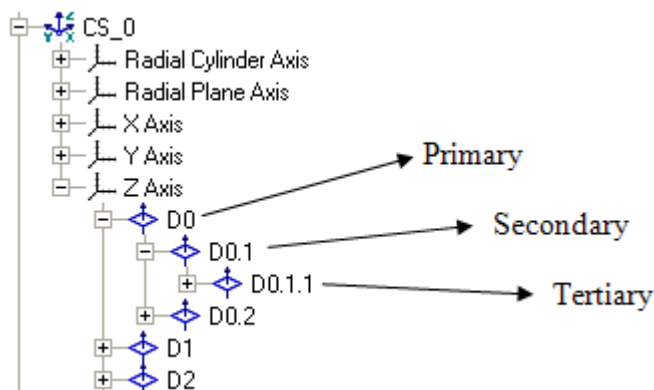 CS_0
Radial Cylinder Axis
Radial Plane Axis
X Axis
Y Axis
Z Axis
D0
Primary
D0.1
Secondary
D0.1.1
Tertiary
D0.2
D1
D2